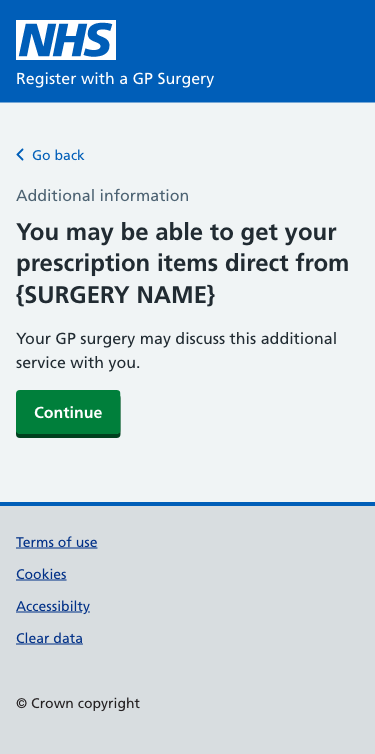 NHS
Register with a GP Surgery
Go back
Additional information
You may be able to get your
prescription items direct from
{SURGERY NAME}
Your GP surgery may discuss this additional
service with you.
Continue
Terms of use
Cookies
Accessibilty
Clear data
© Crown copyright